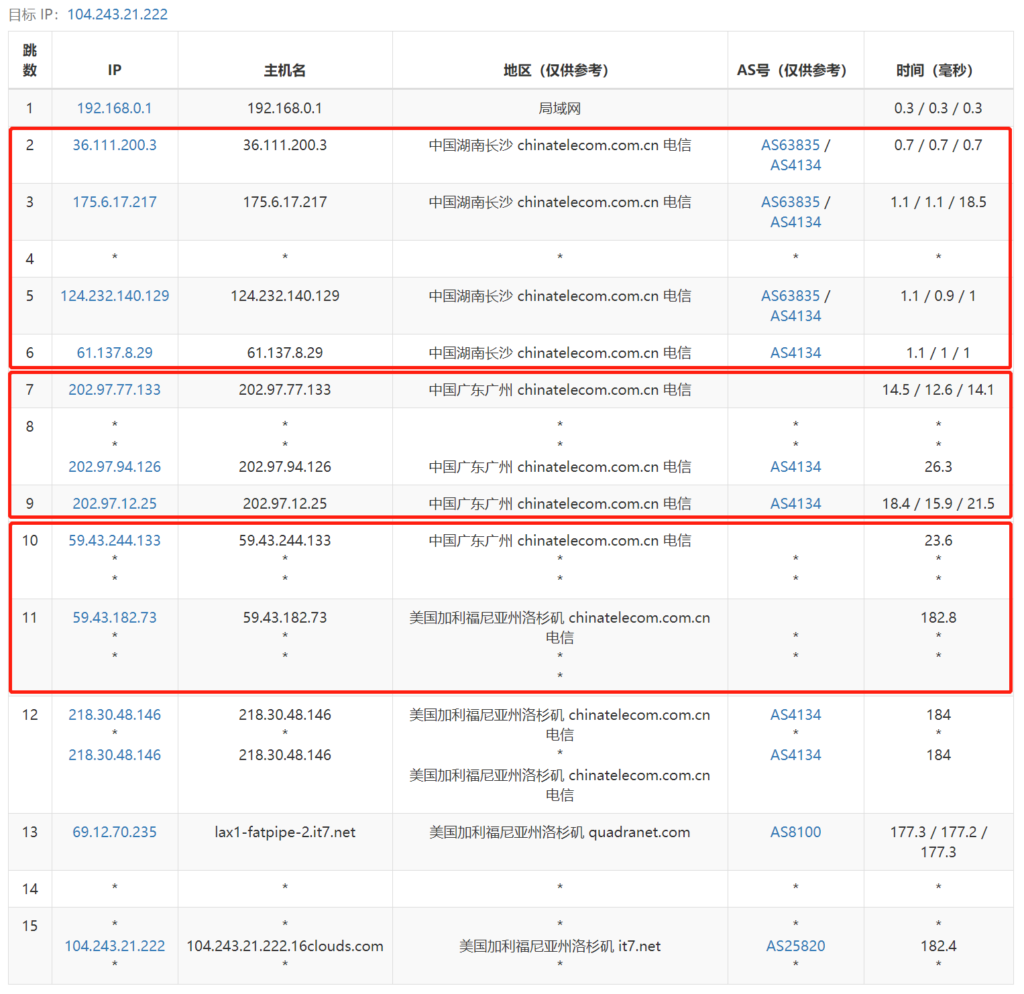 目标 IP: 104.243.21.222
跳
数 IP 主机名 地区（仅供参考） AS号（仅供参考） 时间（毫秒）
1 192.168.0.1 192.168.0.1 局域网 0.3 / 0.3 / 0.3
2 36.111.200.3 36.111.200.3 中国湖南长沙 chinatelecom.com.cn 电信 AS63835 / 0.7 / 0.7 / 0.7
AS4134
3 175.6.17.217 175.6.17.217 中国湖南长沙 chinatelecom.com.cn 电信 AS63835 / 1.1 / 1.1 / 18.5
AS4134
4 * * * * *
5 124.232.140.129 124.232.140.129 中国湖南长沙 chinatelecom.com.cn 电信 AS63835 / 1.1 / 0.9 / 1
AS4134
6 61.137.8.29 61.137.8.29 中国湖南长沙 chinatelecom.com.cn 电信 AS4134 1.1 / 1 / 1
7 202.97.77.133 202.97.77.133 中国广东广州 chinatelecom.com.cn 电信 14.5 / 12.6 / 14.1
8 * * * * *
* * * * *
202.97.94.126 202.97.94.126 中国广东广州 chinatelecom.com.cn 电信 AS4134 26.3
9 202.97.12.25 202.97.12.25 中国广东广州 chinatelecom.com.cn 电信 AS4134 18.4 / 15.9 / 21.5
10 59.43.244.133 59.43.244.133 中国广东广州 chinatelecom.com.cn 电信 23.6
* * * * *
* * * * *
11 59.43.182.73 59.43.182.73 美国加利福尼亚州洛杉矶 chinatelecom.com.cn 182.8
* * 电信 * *
* * * * *
*
12 218.30.48.146 218.30.48.146 美国加利福尼亚州洛杉矶 chinatelecom.com.cn AS4134 184
* * 电信 * *
218.30.48.146 218.30.48.146 * AS4134 184
美国加利福尼亚州洛杉矶 chinatelecom.com.cn
电信
13 69.12.70.235 lax1-fatpipe-2.it7.net 美国加利福尼亚州洛杉矶 quadranet.com AS8100 177.3 / 177.2 /
177.3
14 * * * * *
15 * * * * *
104.243.21.222 104.243.21.222.16clouds.com 美国加利福尼亚州洛杉矶 it7.net AS25820 182.4
* * * * *